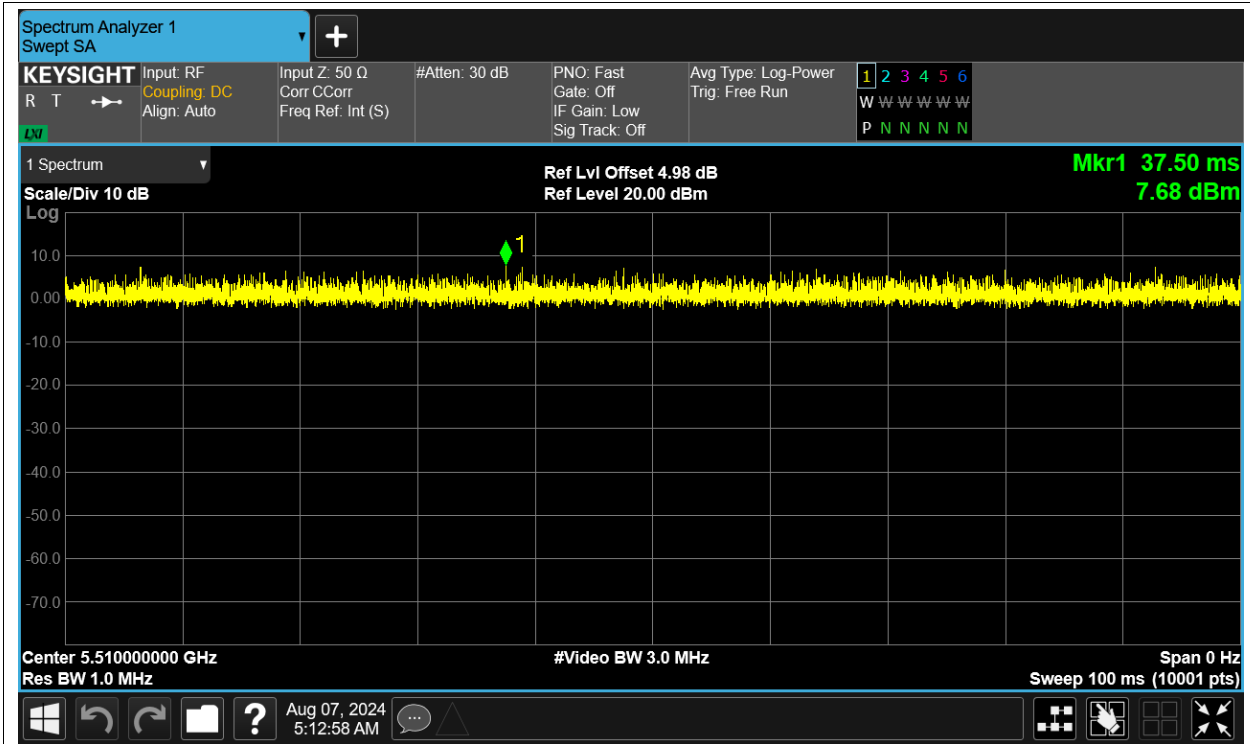 Spectrum Analyzer 1
Swept SA
KEYSIGHT
R T
LXI
Input: RF
Coupling: DC
Align: Auto
Input Z: 50 Ω
Corr CCorr
Freq Ref: Int (S)
#Atten: 30 dB
PNO: Fast
Gate: Off
IF Gain: Low
Sig Track: Off
Avg Type: Log-Power
Trig: Free Run
1 2 3 4 5 6
W W W W W W
P N N N N N
1 Spectrum
Scale/Div 10 dB
Ref Lvl Offset 4.98 dB
Ref Level 20.00 dBm
Mkr1 37.50 ms
7.68 dBm
Log
1
10.0
0.00
-10.0
-20.0
-30.0
-40.0
-50.0
-60.0
-70.0
Center 5.510000000 GHz
#Video BW 3.0 MHz
Span 0 Hz
Res BW 1.0 MHz
Sweep 100 ms (10001 pts)
?
Aug 07, 2024
5:12:58 AM